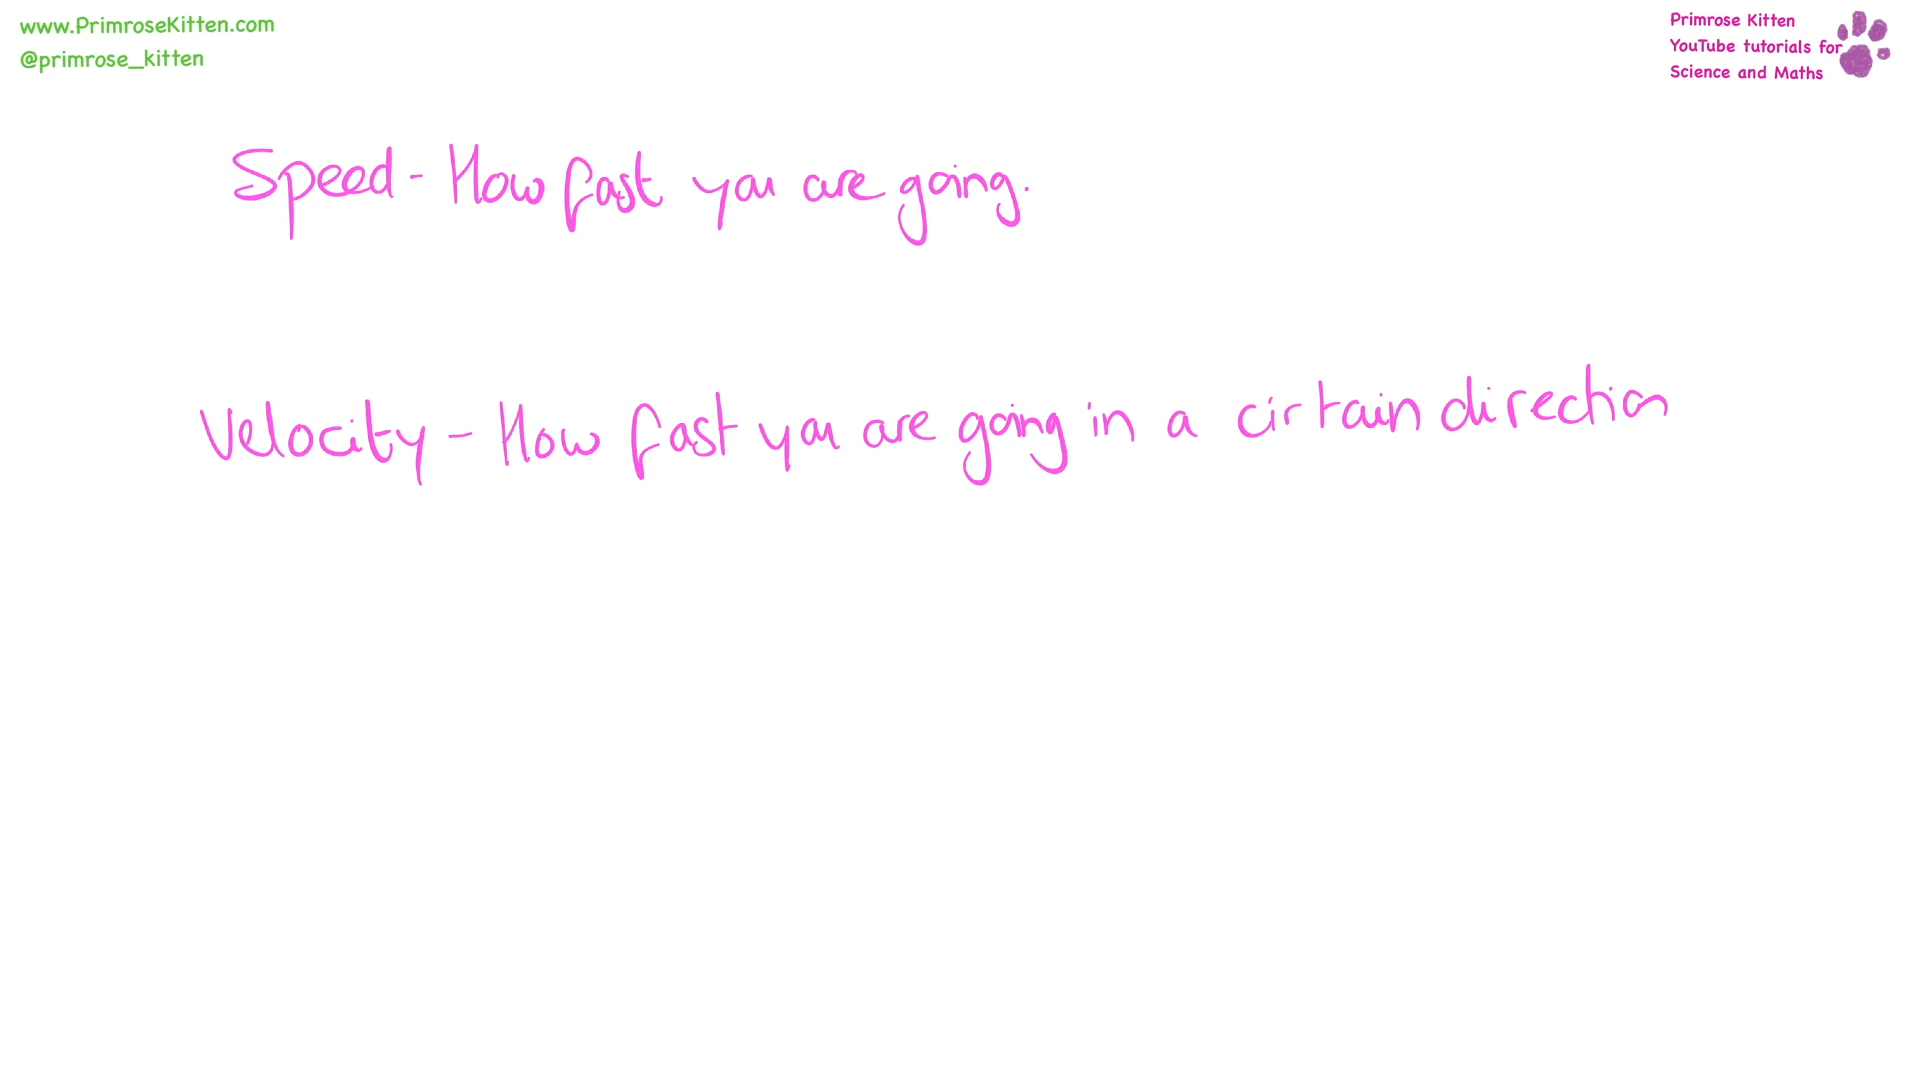 www.PrimroseKitten.com
@primrose_kitten
Primrose Kitten
YouTube tutorials for
Science and Maths
Speed - How fast you are going.
Velocity - How fast you are going in a cirtain direction